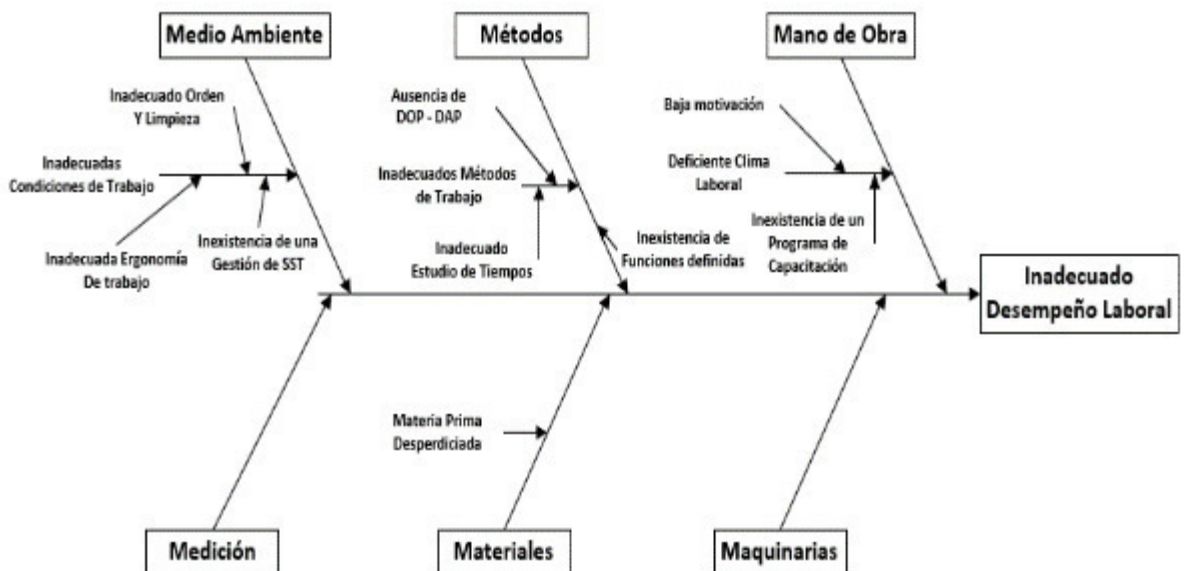 Medio Ambiente
Métodos
Mano de Obra
Inadecuado Orden
Y Limpieza
Inadecuadas
Condiciones de Trabajo
Inadecuada Ergonomía
De trabajo
Inexistencia de una
Gestión de SST
Ausencia de
DOP - DAP
Inadecuados Métodos
de Trabajo
Inadecuado
Estudio de Tiempos
Inexistencia de
Funciones definidas
Baja motivación
Deficiente Clima
Laboral
Inexistencia de un
Programa de
Capacitación
Inadecuado
Desempeño Laboral
Materia Prima
Desperdiciada
Medición
Materiales
Maquinarias